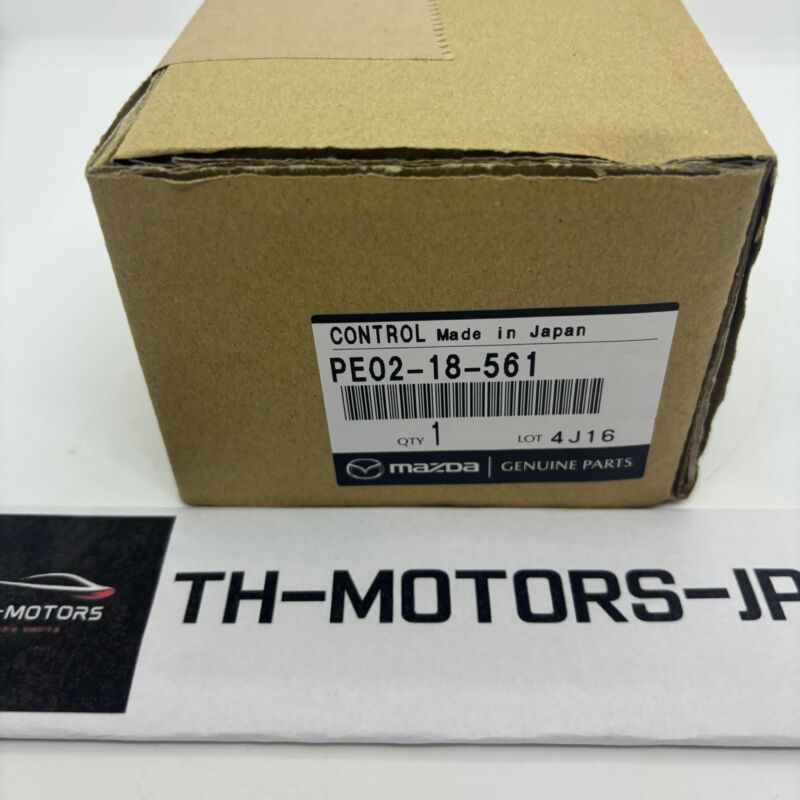 CONTROL Made in Japan
PE02-18-561
QTY 1 LOT 4J16
mazda GENUINE PARTS
TH-MOTORS-JP
-MOTORS